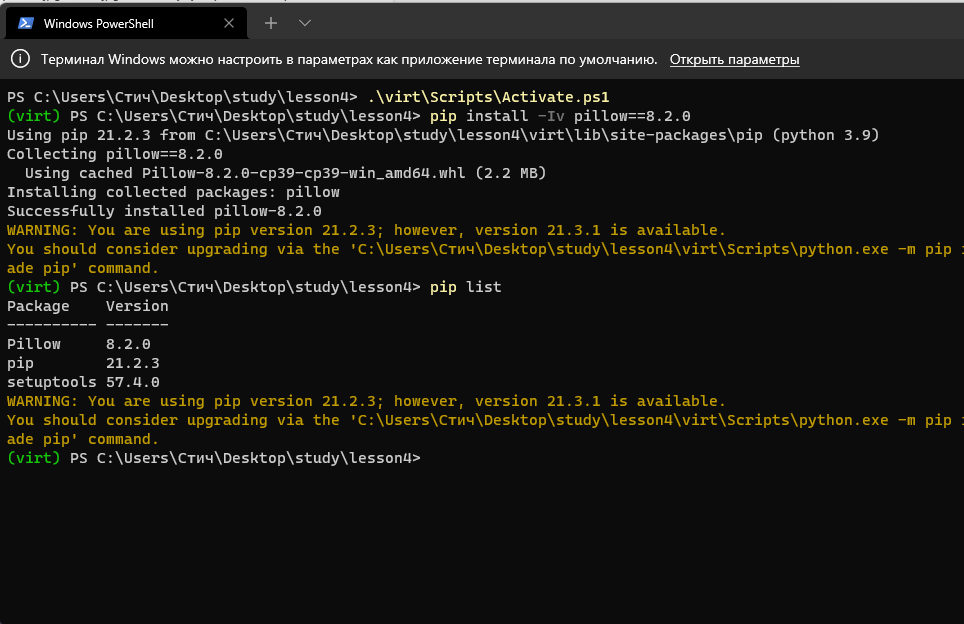 Windows PowerShell
Терминал Windows можно настроить в параметрах как приложение терминала по умолчанию. Открыть параметры
PS C:\Users\Стич\Desktop\study\lesson4> .\virt\Scripts\Activate.ps1
(virt) PS C:\Users\Стич\Desktop\study\lesson4> pip install -Iv pillow==8.2.0
Using pip 21.2.3 from C:\Users\Стич\Desktop\study\lesson4\virt\lib\site-packages\pip (python 3.9)
Collecting pillow==8.2.0
  Using cached Pillow-8.2.0-cp39-cp39-win_amd64.whl (2.2 MB)
Installing collected packages: pillow
Successfully installed pillow-8.2.0
WARNING: You are using pip version 21.2.3; however, version 21.3.1 is available.
You should consider upgrading via the 'C:\Users\Стич\Desktop\study\lesson4\virt\Scripts\python.exe -m pip
ade pip' command.
(virt) PS C:\Users\Стич\Desktop\study\lesson4> pip list
Package    Version
---------- -------
Pillow     8.2.0
pip        21.2.3
setuptools 57.4.0
WARNING: You are using pip version 21.2.3; however, version 21.3.1 is available.
You should consider upgrading via the 'C:\Users\Стич\Desktop\study\lesson4\virt\Scripts\python.exe -m pip
ade pip' command.
(virt) PS C:\Users\Стич\Desktop\study\lesson4>